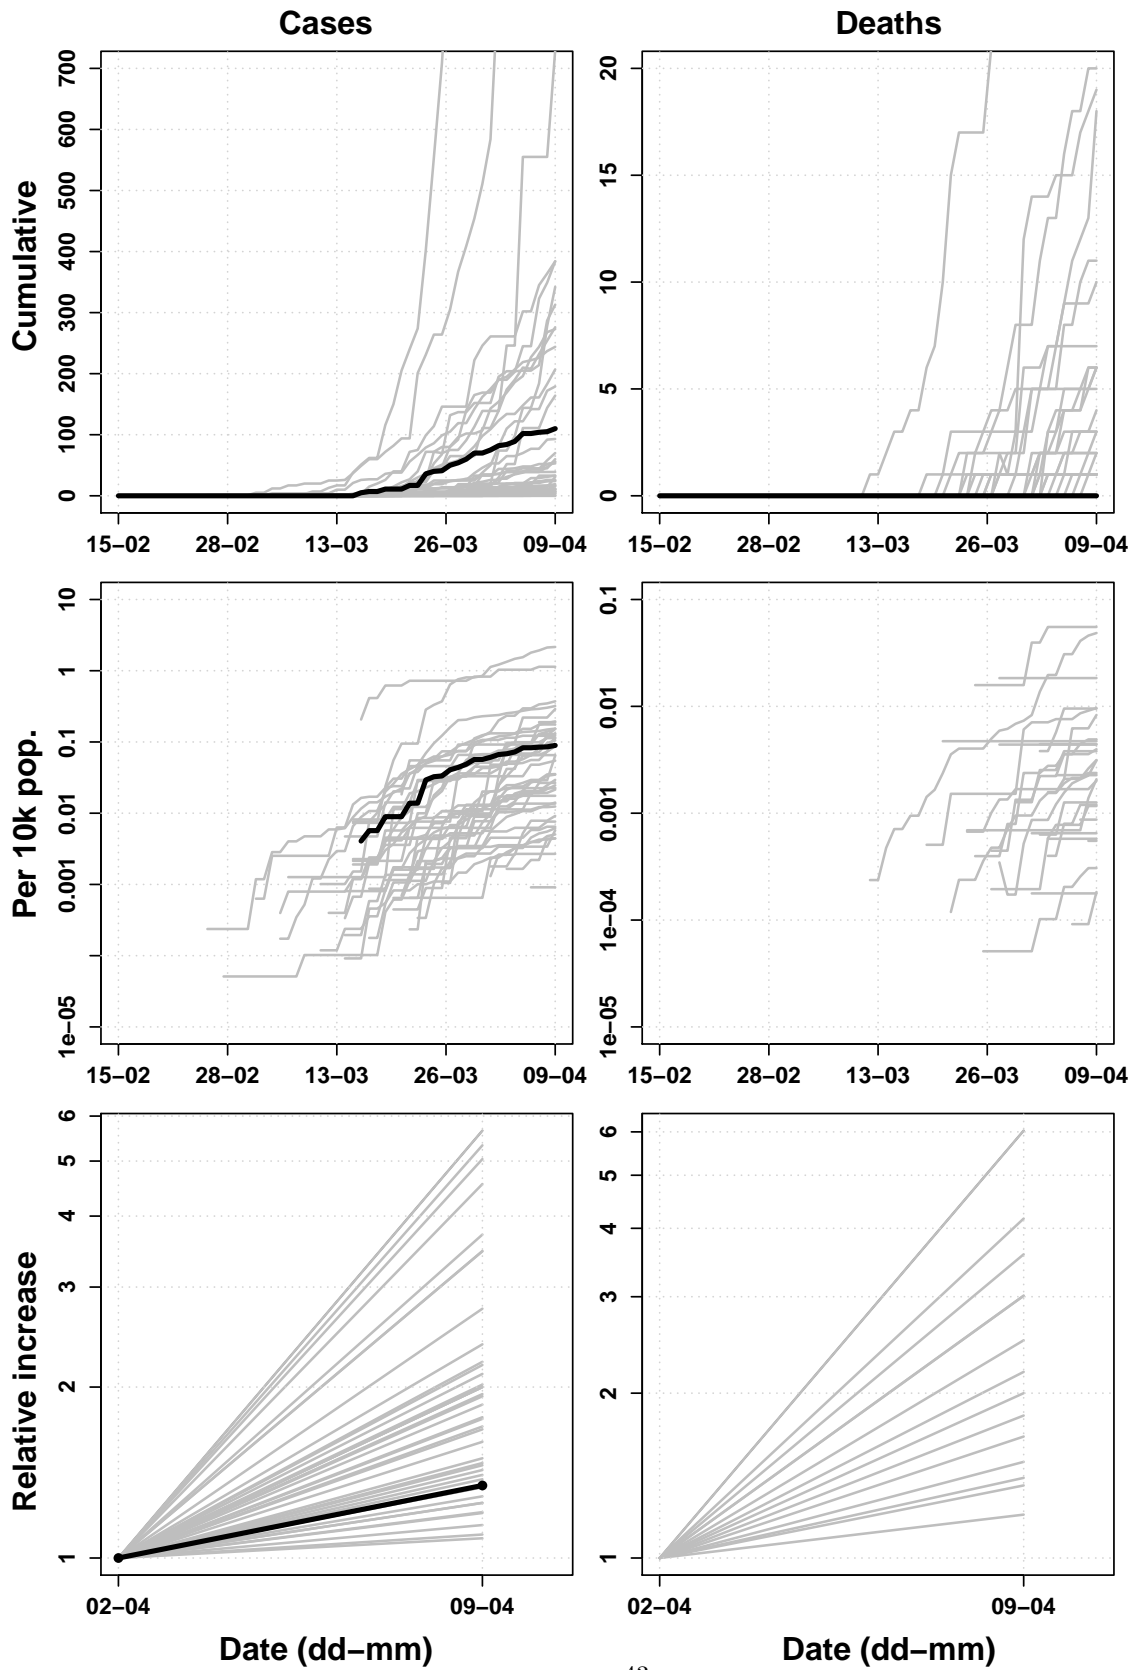 Cases
Deaths
Cumulative
0 100 200 300 400 500 600 700
15−02 28−02 13−03 26−03 09−04
0 5 10 15 20
15−02 28−02 13−03 26−03 09−04
Per 10k pop.
1e−05 0.001 0.01 0.1 1 10
15−02 28−02 13−03 26−03 09−04
1e−05 1e−04 0.001 0.01 0.1
15−02 28−02 13−03 26−03 09−04
Relative increase
1 2 3 4 5 6
02−04 09−04
Date (dd−mm)
1 2 3 4 5 6
02−04 09−04
Date (dd−mm)